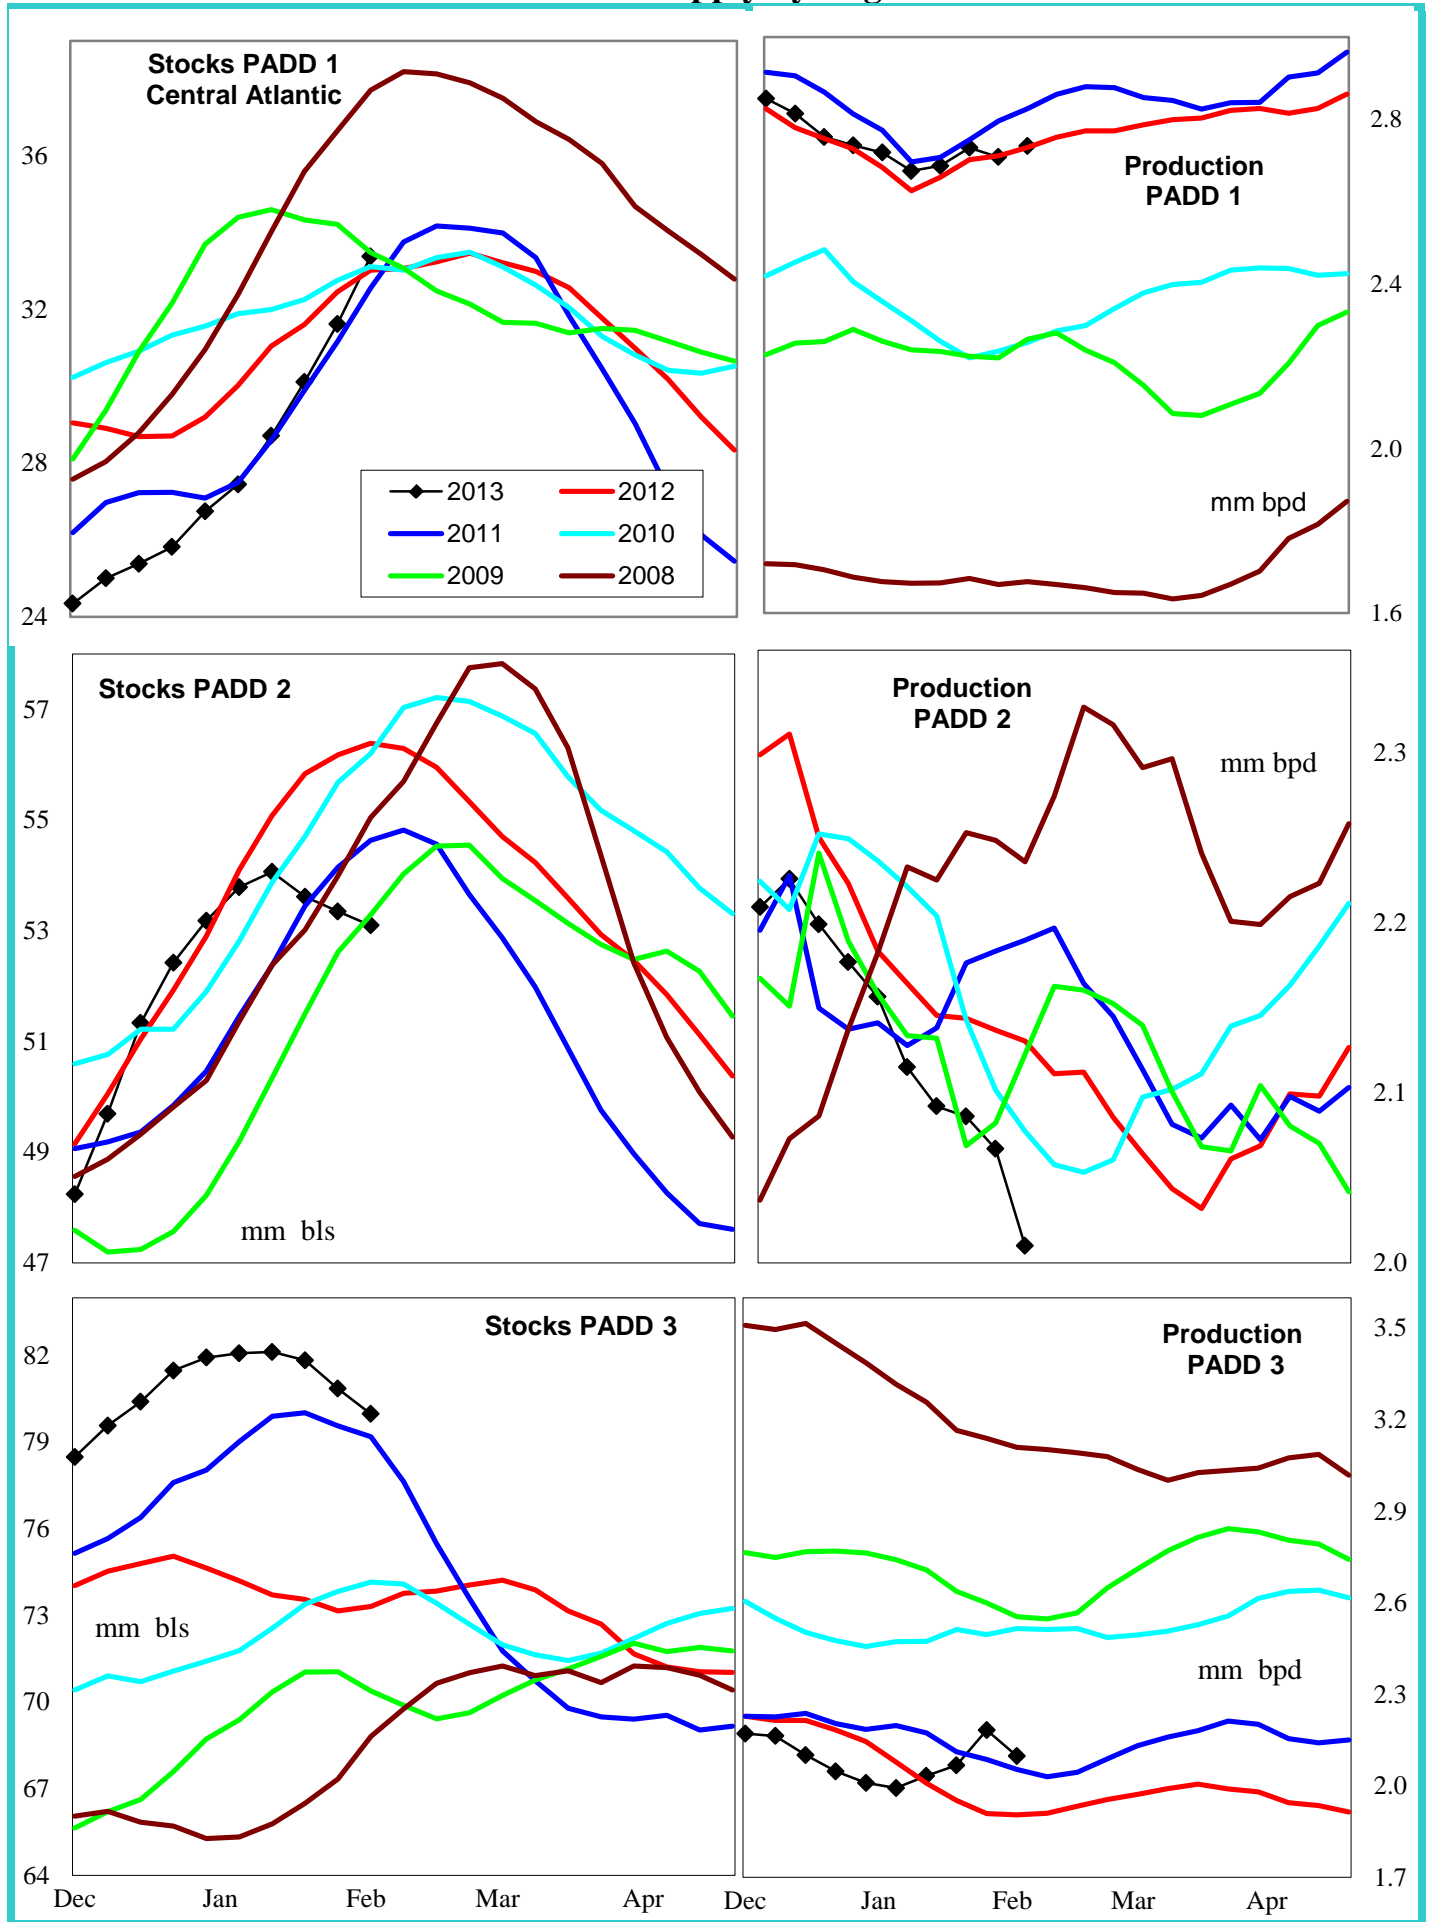 Stocks PADD 1
Central Atlantic
36
32
28
24
2013
2012
2011
2010
2009
2008
Production
PADD 1
mm bpd
2.8
2.4
2.0
1.6
Stocks PADD 2
57
55
53
51
49
47
mm bls
Production
PADD 2
mm bpd
2.3
2.2
2.1
2.0
Stocks PADD 3
82
79
76
73
70
67
64
mm bls
Dec
Jan
Feb
Mar
Apr
Production
PADD 3
mm bpd
3.5
3.2
2.9
2.6
2.3
2.0
1.7
Dec
Jan
Feb
Mar
Apr